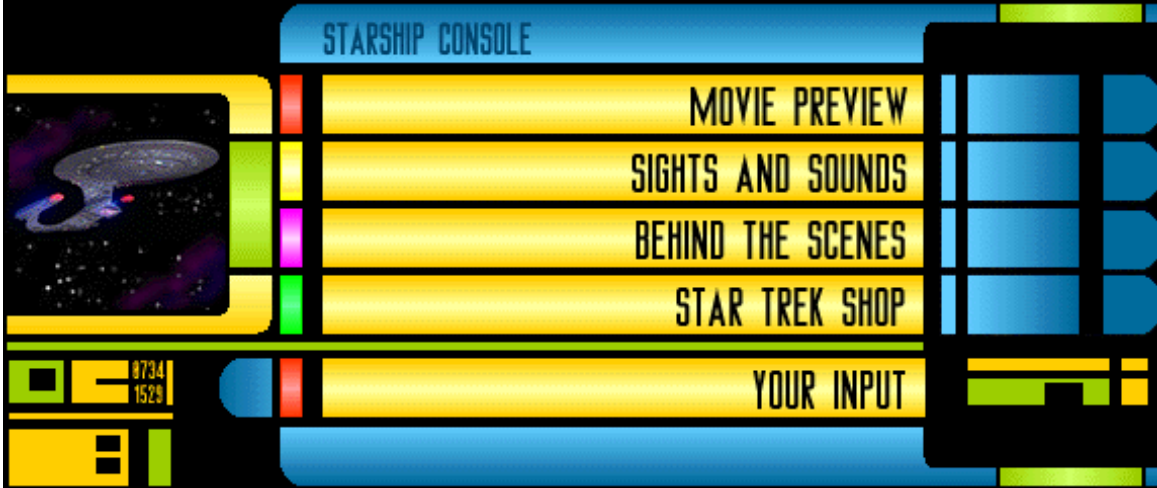 STARSHIP CONSOLE
MOVIE PREVIEW
SIGHTS AND SOUNDS
BEHIND THE SCENES
STAR TREK SHOP
0734
1529
YOUR INPUT